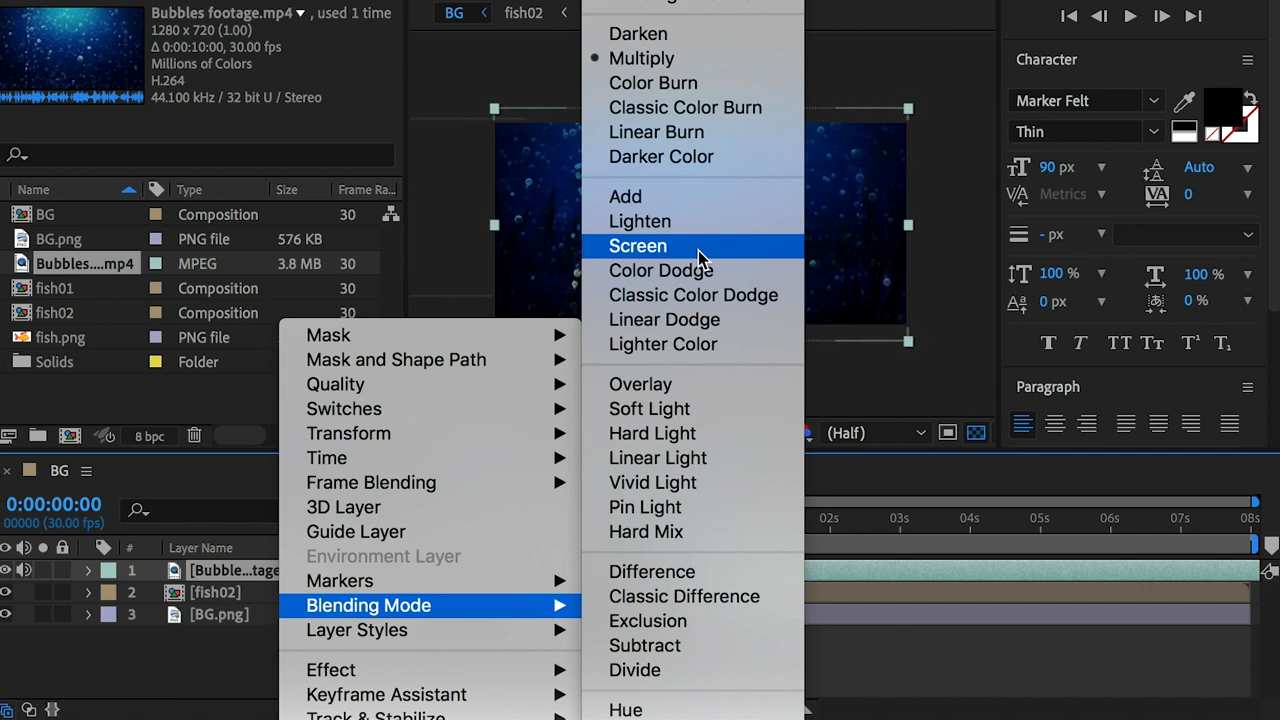 Bubbles footage.mp4 , used 1 time
1280 x 720 (1.00)
Δ 0:00:10:00, 30.00 fps
Millions of Colors
H.264
44.100 kHz / 32 bit U / Stereo
Name Type Size Frame Ra...
BG Composition 30
BG.png PNG file 576 KB
Bubbles....mp4 MPEG 3.8 MB 30
fish01 Composition 30
fish02 Composition 30
fish.png PNG file
Solids Folder
8 bpc
BG fish02
Darken
Multiply
Color Burn
Classic Color Burn
Linear Burn
Darker Color
Add
Lighten
Screen
Color Dodge
Classic Color Dodge
Linear Dodge
Lighter Color
Overlay
Soft Light
Hard Light
Linear Light
Vivid Light
Pin Light
Hard Mix
Difference
Classic Difference
Exclusion
Subtract
Divide
Hue
Mask
Mask and Shape Path
Quality
Switches
Transform
Time
Frame Blending
3D Layer
Guide Layer
Environment Layer
Markers
Blending Mode
Layer Styles
Effect
Keyframe Assistant
Track & Stabilize
(Half)
Character
Marker Felt
Thin
90 px Auto
Metrics 0
- px
100 % 100 %
0 px 0 %
T T TT Tt T¹ T₁
Paragraph
BG
0:00:00:00
00000 (30.00 fps)
# Layer Name
1 [Bubble...tage
2 [fish02]
3 [BG.png]
02s 03s 04s 05s 06s 07s 08s